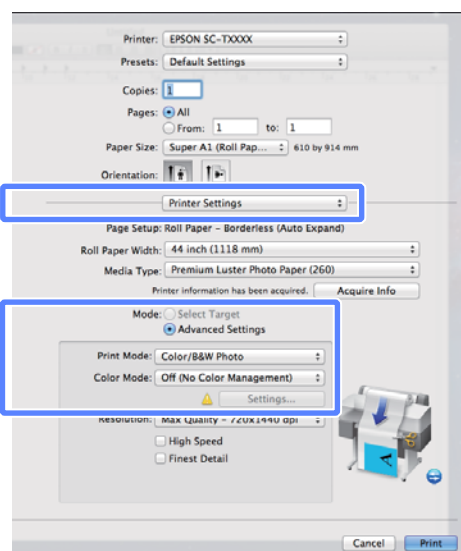 Printer: EPSON SC-TXXXX
Presets: Default Settings
Copies: 1
Pages: All
From: 1 to: 1
Paper Size: Super A1 (Roll Pap... 610 by 914 mm
Orientation:
Printer Settings
Page Setup: Roll Paper - Borderless (Auto Expand)
Roll Paper Width: 44 inch (1118 mm)
Media Type: Premium Luster Photo Paper (260)
Printer information has been acquired. Acquire Info
Mode: Select Target
Advanced Settings
Print Mode: Color/B&W Photo
Color Mode: Off (No Color Management)
Settings...
Resolution: Max Quality - 720x1440 dpi
High Speed
Finest Detail
Cancel Print